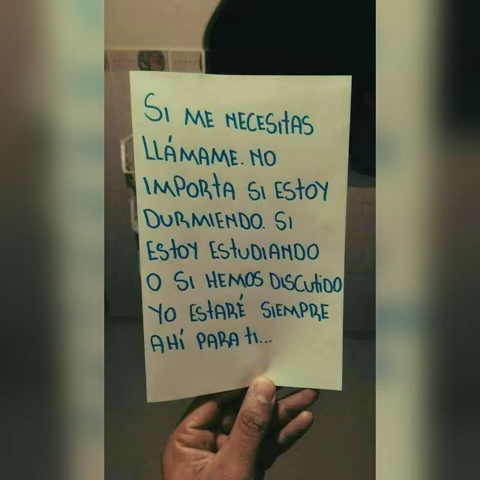 SI ME NECESITAS
LLÁMAME. NO
IMPORTA SI ESTOY
DURMIENDO. SI
ESTOY ESTUDIANDO
O SI HEMOS DISCUTIDO
YO ESTARÉ SIEMPRE
AHÍ PARA TI...